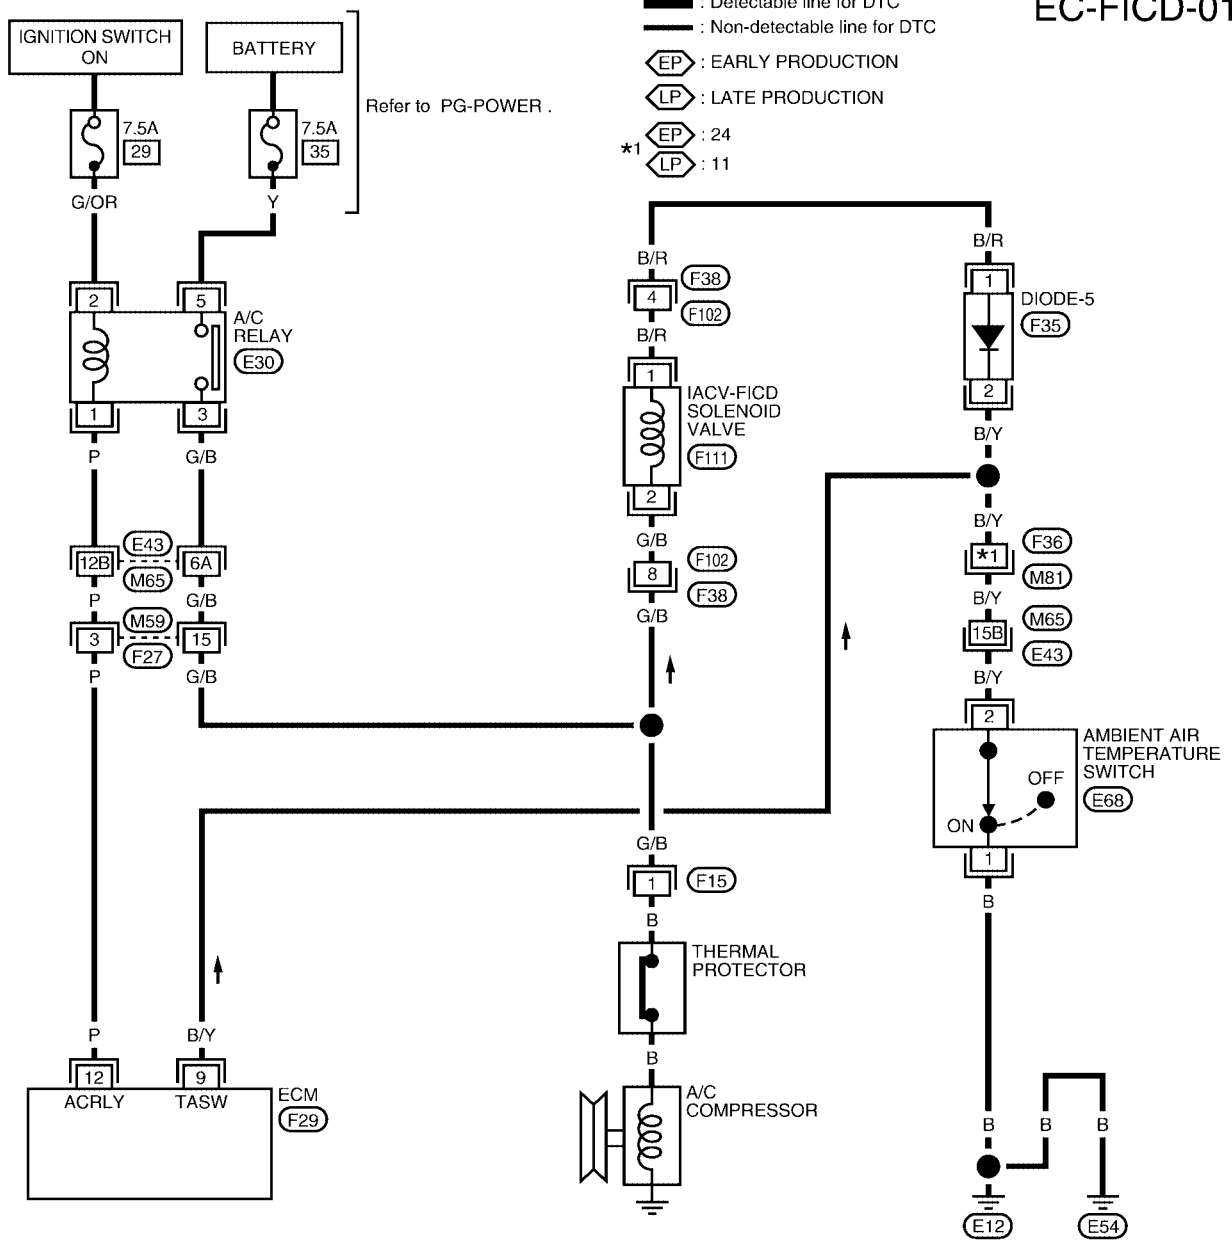 : Detectable line for DTC
EC-FICD-01
: Non-detectable line for DTC
EP : EARLY PRODUCTION
LP : LATE PRODUCTION
*1 EP : 24
LP : 11
IGNITION SWITCH
ON
BATTERY
Refer to PG-POWER .
7.5A
29
7.5A
35
G/OR
Y
2
5
A/C
RELAY
E30
1
3
P
G/B
12B
E43
M65
6A
P
G/B
3
M59
F27
15
P
G/B
P
B/Y
12
9
ACRLY
TASW
ECM
F29
B/R
4
F38
F102
B/R
1
IACV-FICD
SOLENOID
VALVE
F111
2
G/B
8
F102
F38
G/B
G/B
1
F15
B
THERMAL
PROTECTOR
B
A/C
COMPRESSOR
B/R
1
DIODE-5
F35
2
B/Y
B/Y
*1
F36
M81
B/Y
15B
M65
E43
B/Y
2
AMBIENT AIR
TEMPERATURE
SWITCH
E68
OFF
ON
1
B
B
B
B
E12
E54